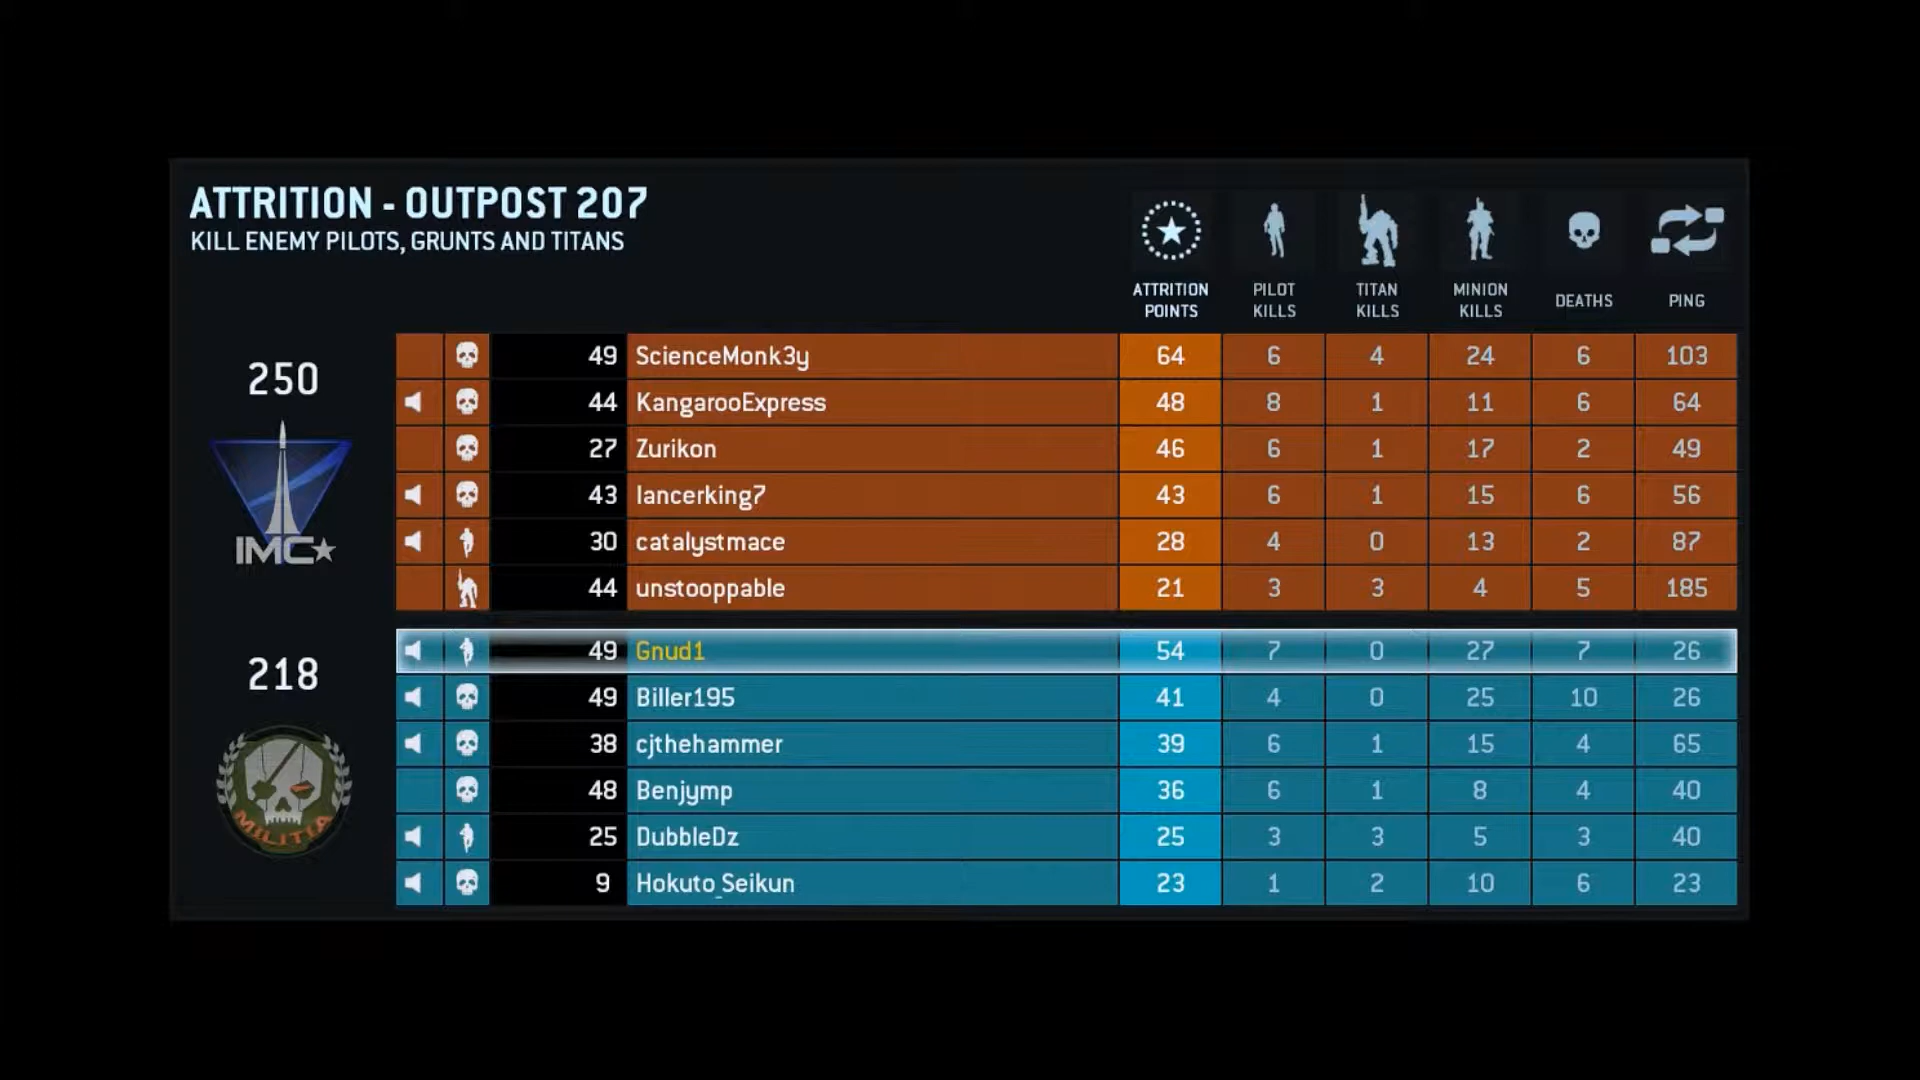 ATTRITION - OUTPOST 207
KILL ENEMY PILOTS, GRUNTS AND TITANS
ATTRITION POINTS PILOT KILLS TITAN KILLS MINION KILLS DEATHS PING
250
IMC
49 ScienceMonk3y 64 6 4 24 6 103
44 KangarooExpress 48 8 1 11 6 64
27 Zurikon 46 6 1 17 2 49
43 lancerking7 43 6 1 15 6 56
30 catalystmace 28 4 0 13 2 87
44 unstooppable 21 3 3 4 5 185
218
MILITIA
49 Gnud1 54 7 0 27 7 26
49 Biller195 41 4 0 25 10 26
38 cjthehammer 39 6 1 15 4 65
48 Benjymp 36 6 1 8 4 40
25 DubbleDz 25 3 3 5 3 40
9 Hokuto_Seikun 23 1 2 10 6 23